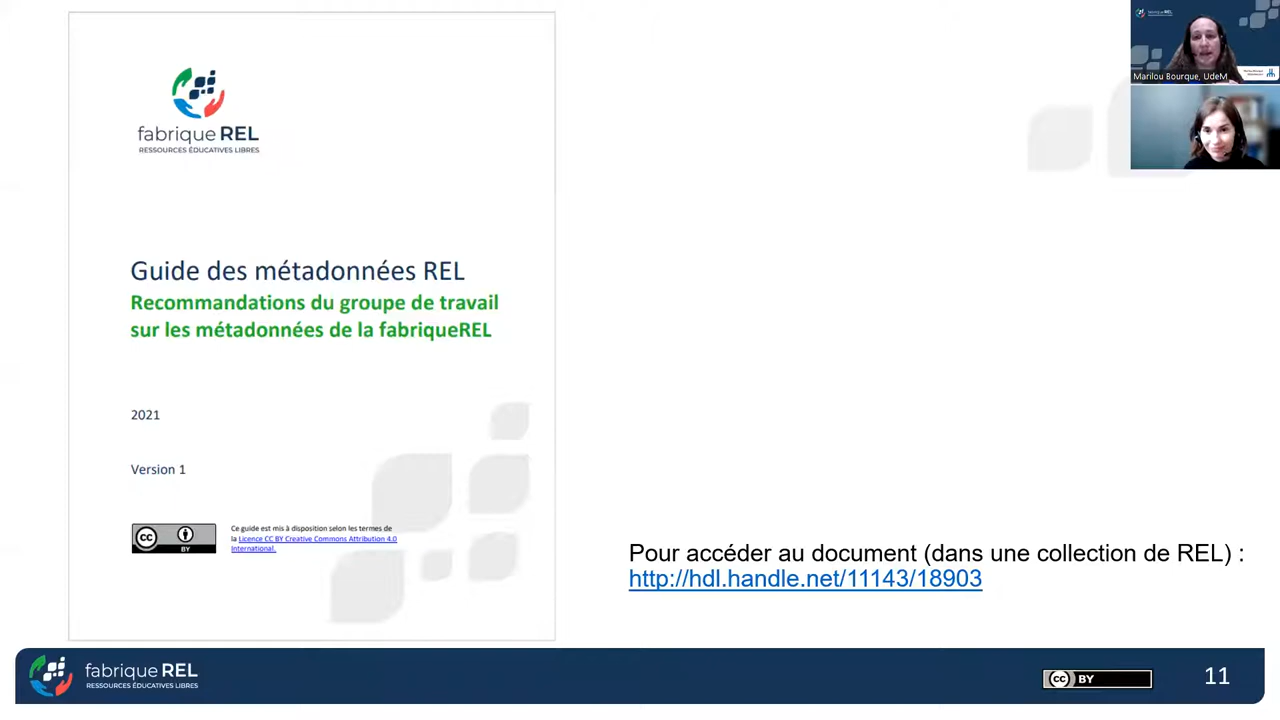 fabrique REL
RESSOURCES ÉDUCATIVES LIBRES
Guide des métadonnées REL
Recommandations du groupe de travail
sur les métadonnées de la fabriqueREL
2021
Version 1
cc
BY
Ce guide est mis à disposition selon les termes de
la Licence CC BY Creative Commons Attribution 4.0
International.
Marilou Bourque, UdeM
Pour accéder au document (dans une collection de REL) :
http://hdl.handle.net/11143/18903
fabrique REL
RESSOURCES ÉDUCATIVES LIBRES
cc BY
11